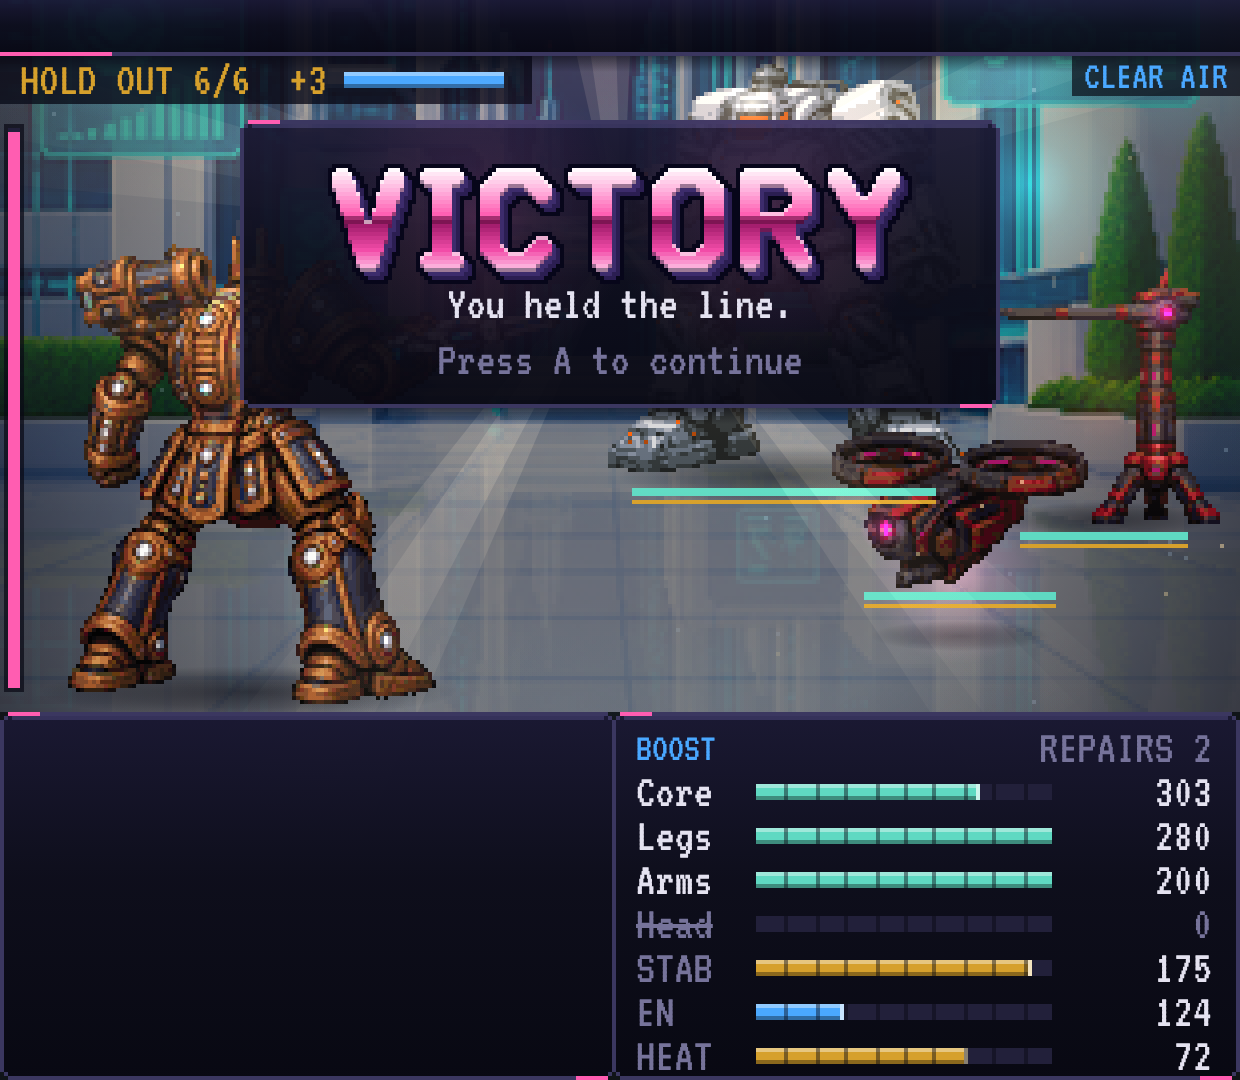 HOLD OUT 6/6 +3
CLEAR AIR
VICTORY
You held the line.
Press A to continue
BOOST REPAIRS 2
Core 303
Legs 280
Arms 200
Head 0
STAB 175
EN 124
HEAT 72